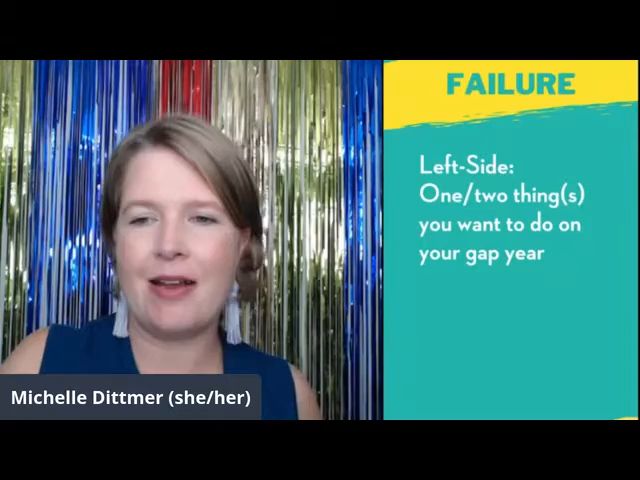 FAILURE
Left-Side:
One/two thing(s)
you want to do on
your gap year
Michelle Dittmer (she/her)